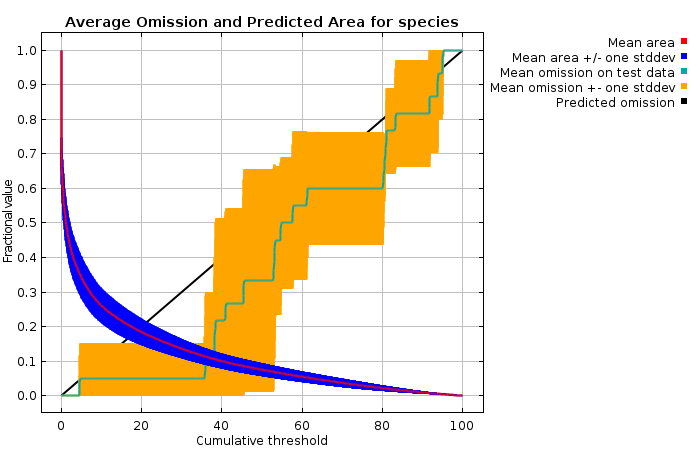 Average Omission and Predicted Area for species
Mean area
Mean area +/- one stddev
Mean omission on test data
Mean omission +- one stddev
Predicted omission
Fractional value
1.0
0.9
0.8
0.7
0.6
0.5
0.4
0.3
0.2
0.1
0.0
0 20 40 60 80 100
Cumulative threshold